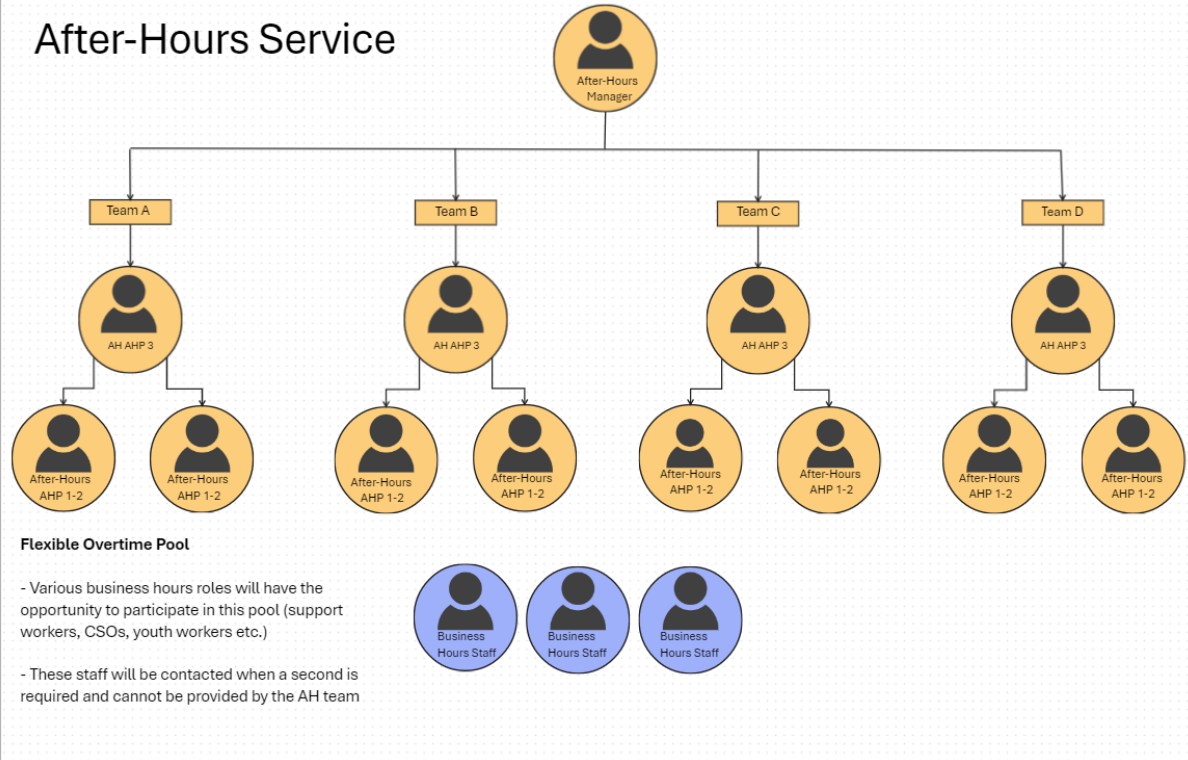 After-Hours Service
After-Hours
Manager
Team A
Team B
Team C
Team D
AH AHP 3
AH AHP 3
AH AHP 3
AH AHP 3
After-Hours
AHP 1-2
After-Hours
AHP 1-2
After-Hours
AHP 1-2
After-Hours
AHP 1-2
After-Hours
AHP 1-2
After-Hours
AHP 1-2
After-Hours
AHP 1-2
After-Hours
AHP 1-2
Flexible Overtime Pool
- Various business hours roles will have the
opportunity to participate in this pool (support
workers, CSOs, youth workers etc.)
- These staff will be contacted when a second is
required and cannot be provided by the AH team
Business
Hours Staff
Business
Hours Staff
Business
Hours Staff